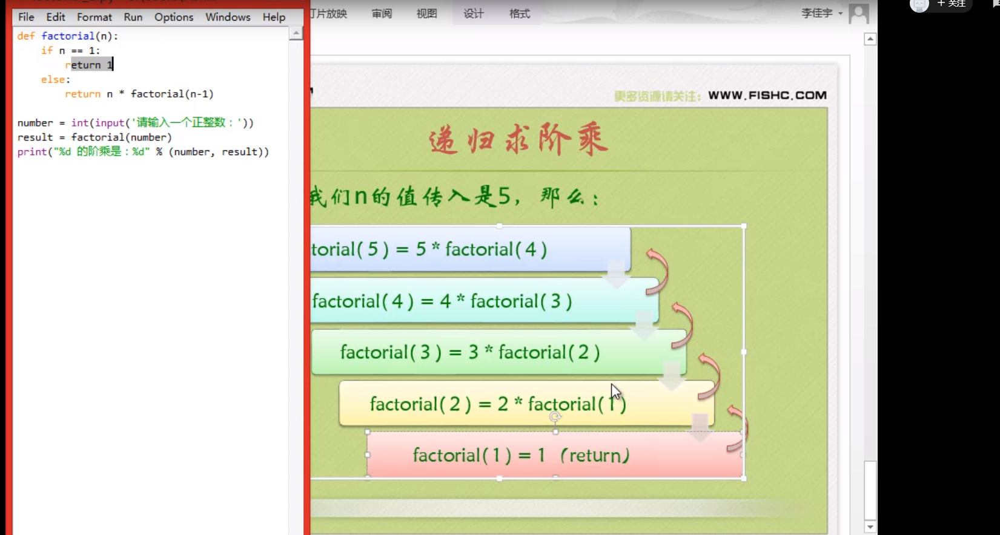 File Edit Format Run Options Windows Help
def factorial(n):
if n == 1:
return 1
else:
return n * factorial(n-1)
number = int(input('请输入一个正整数：'))
result = factorial(number)
print("%d 的阶乘是：%d" % (number, result))
灯片放映 审阅 视图 设计 格式
李佳宇
+ 关注
更多资源请关注：WWW.FISHC.COM
递归求阶乘
我们n的值传入是5，那么：
torial( 5 ) = 5 * factorial( 4 )
factorial( 4 ) = 4 * factorial( 3 )
factorial( 3 ) = 3 * factorial( 2 )
factorial( 2 ) = 2 * factorial( 1 )
factorial( 1 ) = 1（return）